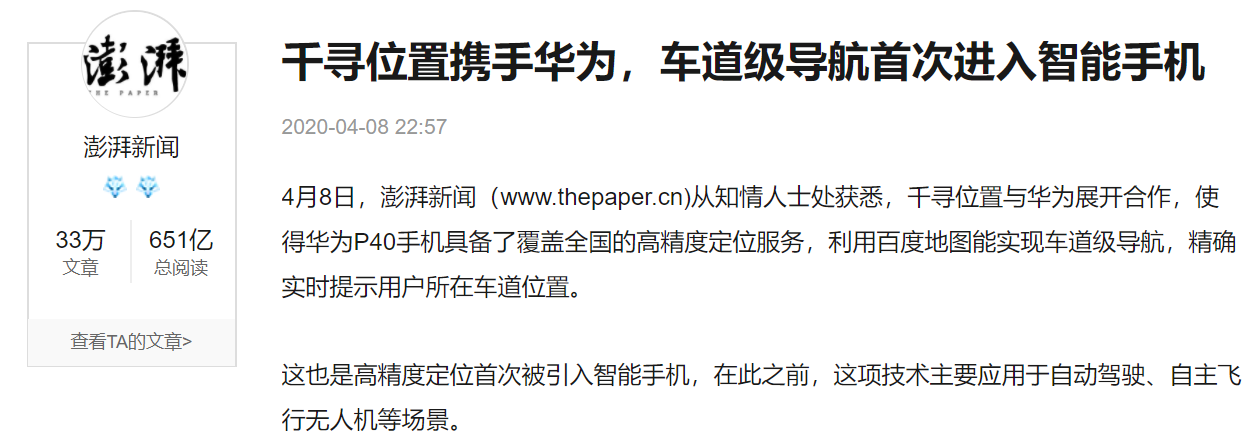 澎湃
THE PAPER
澎湃新闻
33万
文章
651亿
总阅读
查看TA的文章>
千寻位置携手华为，车道级导航首次进入智能手机
2020-04-08 22:57
4月8日，澎湃新闻（www.thepaper.cn)从知情人士处获悉，千寻位置与华为展开合作，使
得华为P40手机具备了覆盖全国的高精度定位服务，利用百度地图能实现车道级导航，精确
实时提示用户所在车道位置。
这也是高精度定位首次被引入智能手机，在此之前，这项技术主要应用于自动驾驶、自主飞
行无人机等场景。